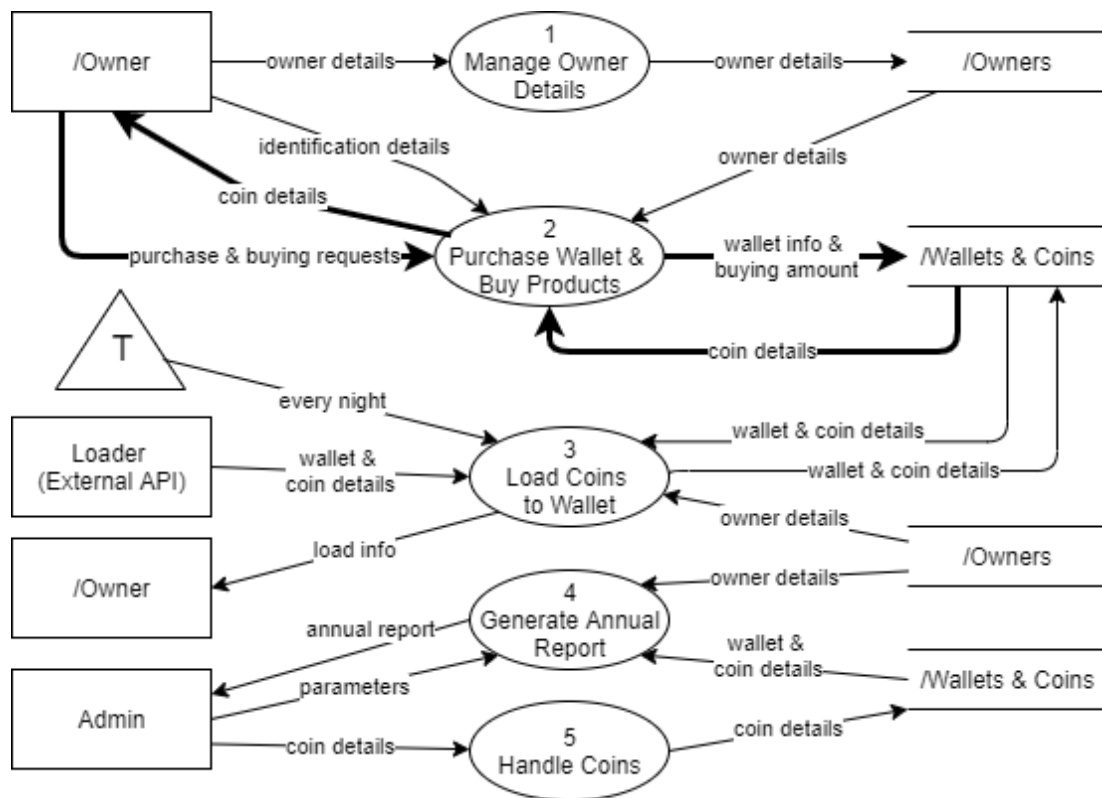 /Owner
owner details
1
Manage Owner
Details
owner details
/Owners
identification details
owner details
coin details
purchase & buying requests
2
Purchase Wallet &
Buy Products
wallet info &
buying amount
/Wallets & Coins
coin details
T
every night
Loader
(External API)
wallet &
coin details
3
Load Coins
to Wallet
wallet & coin details
wallet & coin details
owner details
load info
/Owner
/Owners
owner details
4
Generate Annual
Report
annual report
parameters
wallet &
coin details
/Wallets & Coins
Admin
coin details
5
Handle Coins
coin details